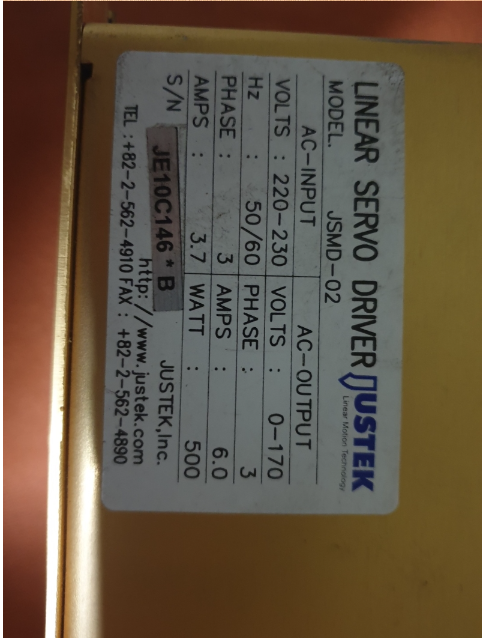 LINEAR SERVO DRIVER JUSTEK
Linear Motion Technology
MODEL. JSMD-02
AC-INPUT AC-OUTPUT
VOLTS : 220-230 VOLTS : 0-170
Hz : 50/60 PHASE : 3
PHASE : 3 AMPS : 6.0
AMPS : 3.7 WATT : 500
S/N JE10C146 * B JUSTEK,Inc.
http://www.justek.com
TEL : +82-2-562-4910 FAX : +82-2-562-4890